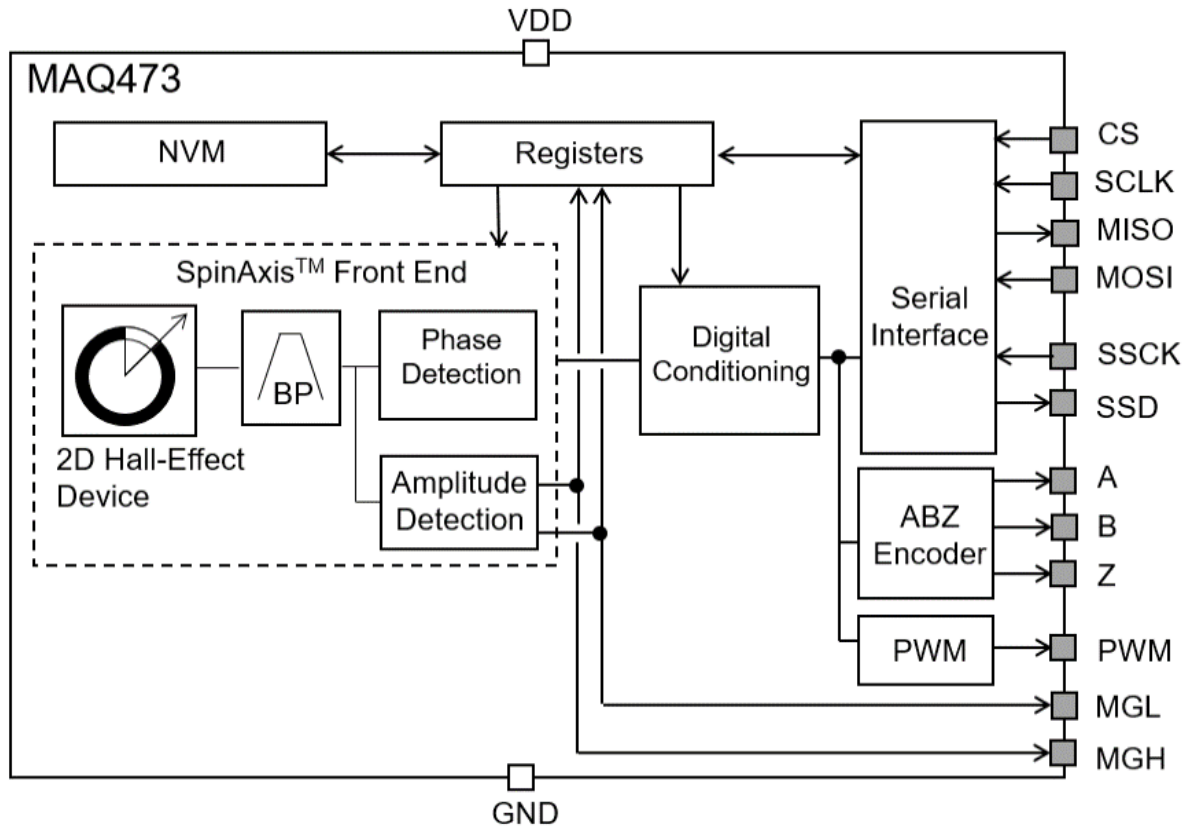 VDD
MAQ473
NVM
Registers
CS
SCLK
MISO
MOSI
Serial
Interface
SSCK
SSD
SpinAxis™ Front End
Phase
Detection
BP
2D Hall-Effect
Device
Amplitude
Detection
Digital
Conditioning
ABZ
Encoder
A
B
Z
PWM
PWM
MGL
MGH
GND